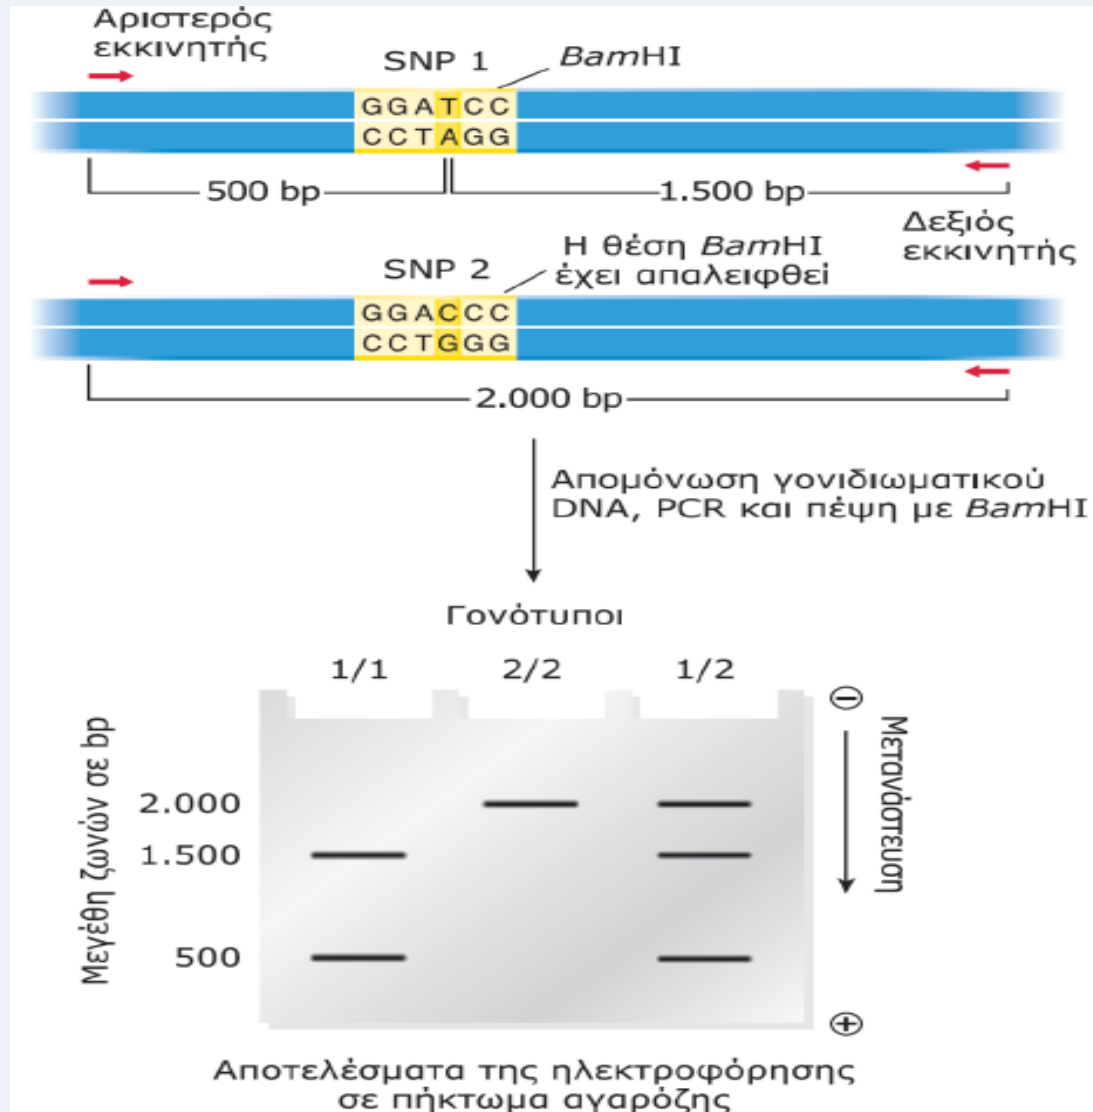 Αριστερός
εκκινητής
SNP 1
BamHI
GGATCC
CCTAGG
500 bp
1.500 bp
Δεξιός
εκκινητής
SNP 2
Η θέση BamHI
έχει απαλειφθεί
GGACCC
CCTGGG
2.000 bp
Απομόνωση γονιδιωματικού
DNA, PCR και πέψη με BamHI
Γονότυποι
1/1 2/2 1/2
Μεγέθη ζωνών σε bp
2.000
1.500
500
−
Μετανάστευση
+
Αποτελέσματα της ηλεκτροφόρησης
σε πήκτωμα αγαρόζης